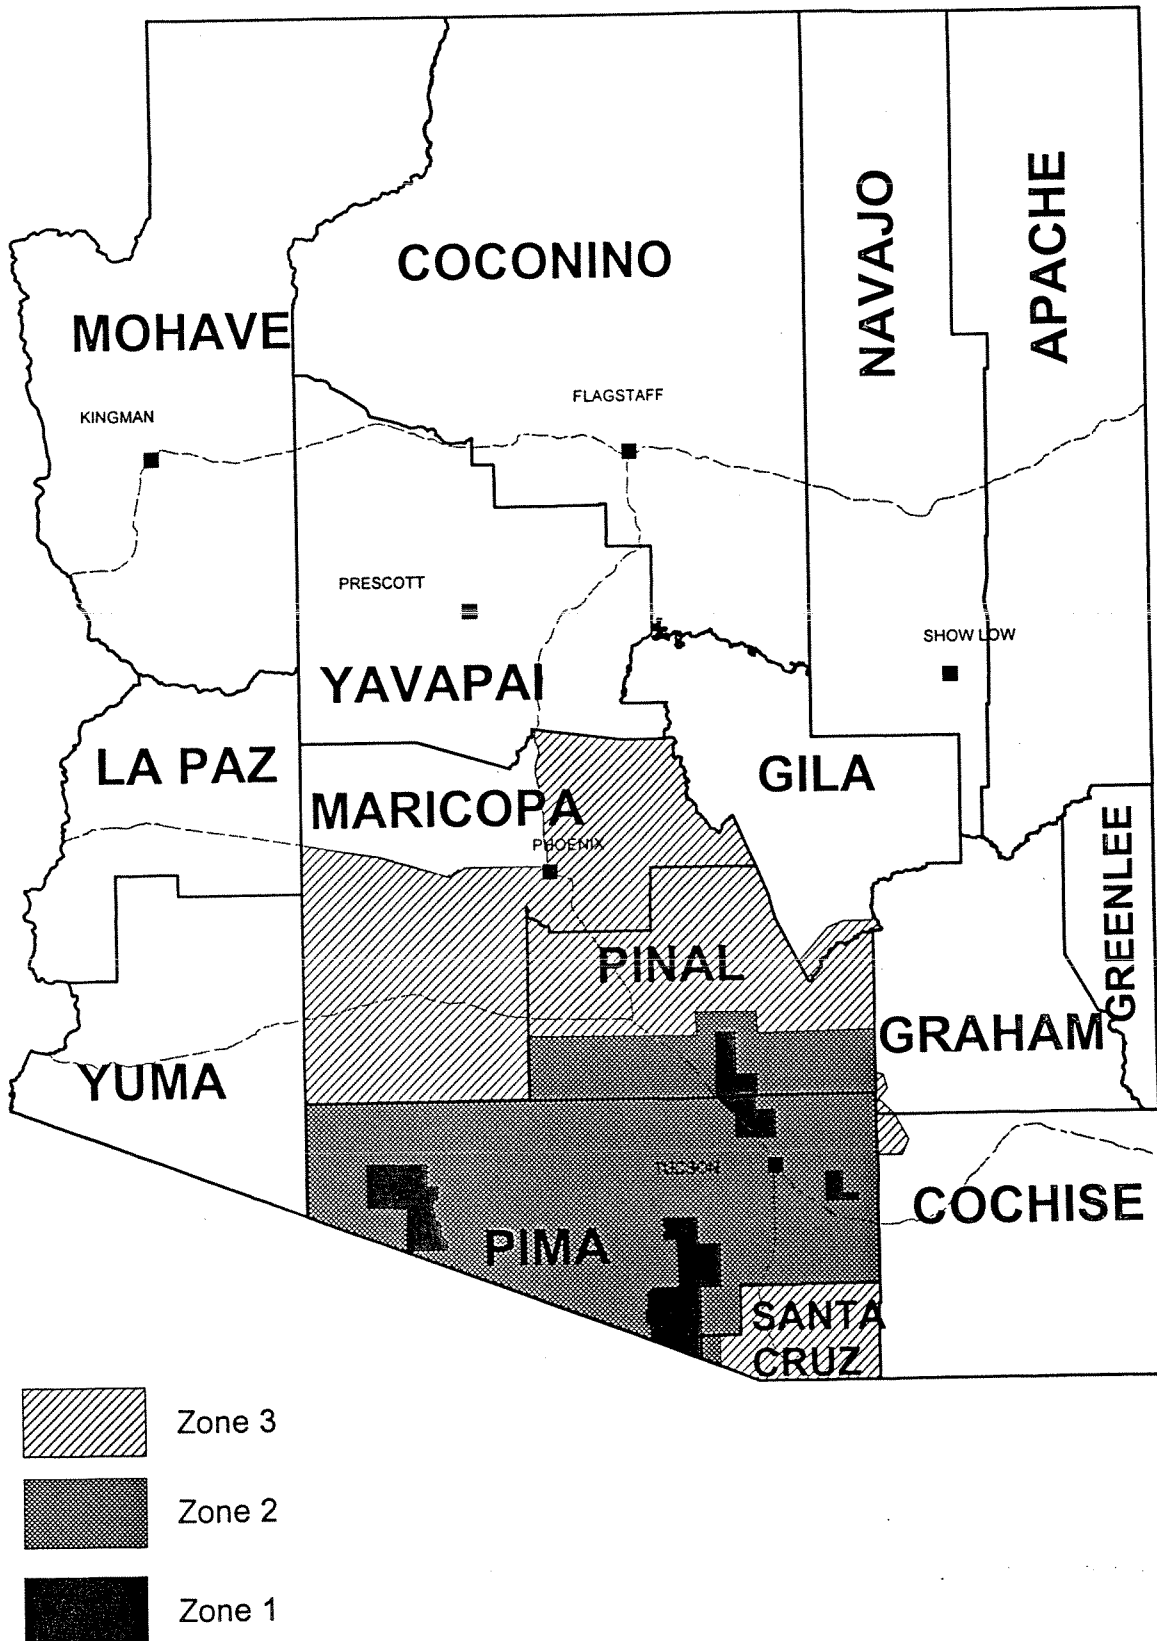 NAVAJO
APACHE
COCONINO
MOHAVE
FLAGSTAFF
KINGMAN
PRESCOTT
SHOW LOW
YAVAPAI
LA PAZ
GILA
MARICOPA
PHOENIX
GREENLEE
PINAL
GRAHAM
YUMA
TUCSON
COCHISE
PIMA
SANTA
CRUZ
Zone 3
Zone 2
Zone 1